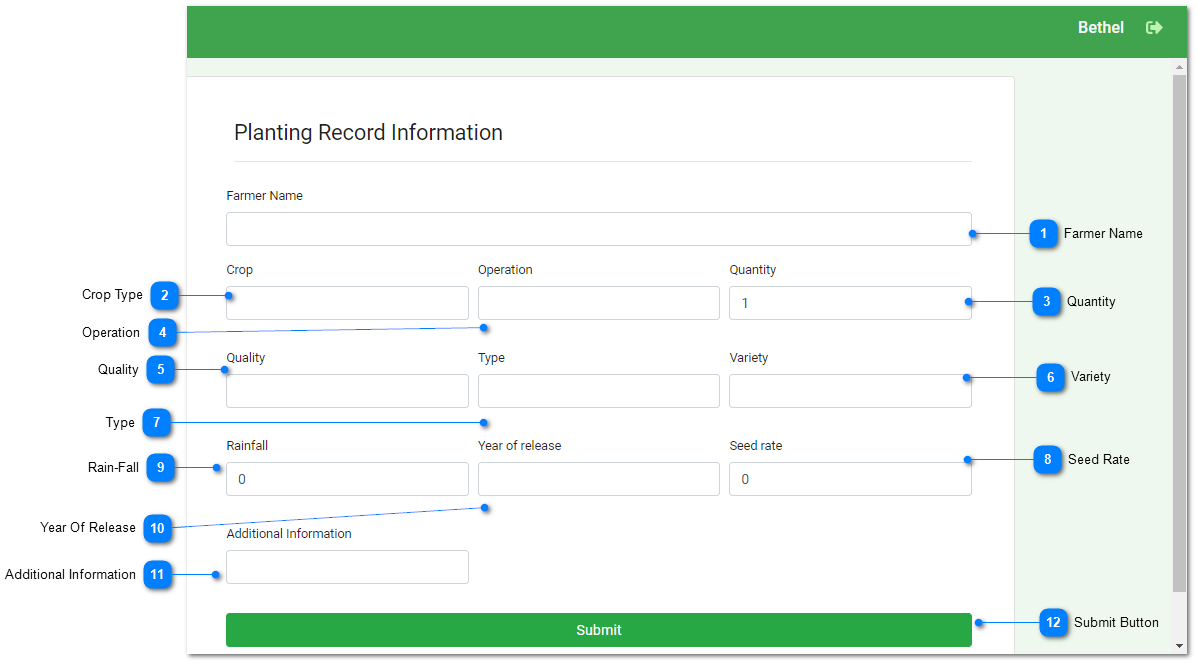 Bethel
Planting Record Information
Farmer Name
1 Farmer Name
Crop Operation Quantity
Crop Type 2
1
3 Quantity
Operation 4
Quality Type Variety
Quality 5
6 Variety
Type 7
Rainfall Year of release Seed rate
Rain-Fall 9
8 Seed Rate
0 0
Year Of Release 10
Additional Information
Additional Information 11
Submit
12 Submit Button